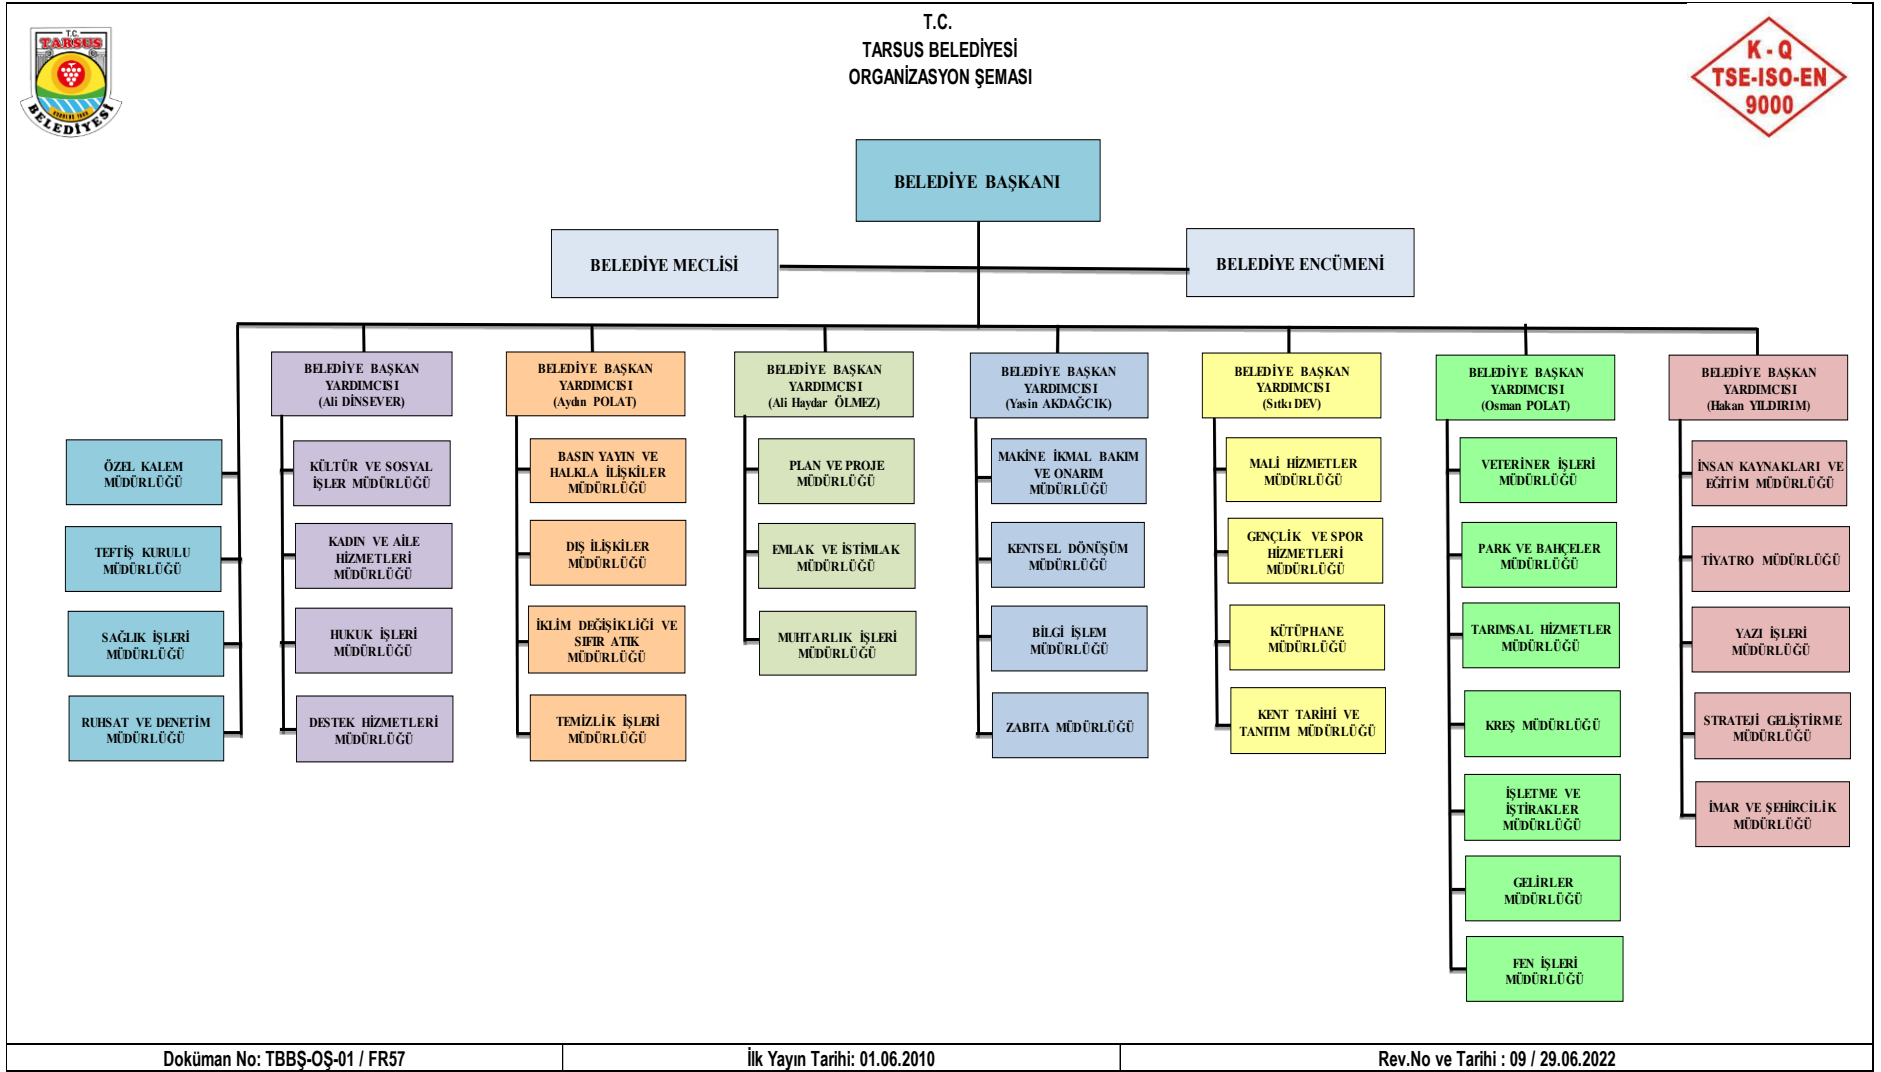 T.C.
TARSUS BELEDİYESİ
ORGANİZASYON ŞEMASI
T.C.
TARSUS
BELEDİYESİ
K - Q
TSE-ISO-EN
9000
BELEDİYE BAŞKANI
BELEDİYE MECLİSİ
BELEDİYE ENCÜMENİ
ÖZEL KALEM
MÜDÜRLÜĞÜ
TEFTİŞ KURULU
MÜDÜRLÜĞÜ
SAĞLIK İŞLERİ
MÜDÜRLÜĞÜ
RUHSAT VE DENETİM
MÜDÜRLÜĞÜ
BELEDİYE BAŞKAN
YARDIMCISI
(Ali DİNSEVER)
KÜLTÜR VE SOSYAL
İŞLER MÜDÜRLÜĞÜ
KADIN VE AİLE
HİZMETLERİ
MÜDÜRLÜĞÜ
HUKUK İŞLERİ
MÜDÜRLÜĞÜ
DESTEK HİZMETLERİ
MÜDÜRLÜĞÜ
BELEDİYE BAŞKAN
YARDIMCISI
(Aydın POLAT)
BASIN YAYIN VE
HALKLA İLİŞKİLER
MÜDÜRLÜĞÜ
DIŞ İLİŞKİLER
MÜDÜRLÜĞÜ
İKLİM DEĞİŞİKLİĞİ VE
SIFIR ATIK
MÜDÜRLÜĞÜ
TEMİZLİK İŞLERİ
MÜDÜRLÜĞÜ
BELEDİYE BAŞKAN
YARDIMCISI
(Ali Haydar ÖLMEZ)
PLAN VE PROJE
MÜDÜRLÜĞÜ
EMLAK VE İSTİMLAK
MÜDÜRLÜĞÜ
MUHTARLIK İŞLERİ
MÜDÜRLÜĞÜ
BELEDİYE BAŞKAN
YARDIMCISI
(Yasin AKDAĞCIK)
MAKİNE İKMAL BAKIM
VE ONARIM
MÜDÜRLÜĞÜ
KENTSEL DÖNÜŞÜM
MÜDÜRLÜĞÜ
BİLGİ İŞLEM
MÜDÜRLÜĞÜ
ZABITA MÜDÜRLÜĞÜ
BELEDİYE BAŞKAN
YARDIMCISI
(Sıtkı DEV)
MALİ HİZMETLER
MÜDÜRLÜĞÜ
GENÇLİK VE SPOR
HİZMETLERİ
MÜDÜRLÜĞÜ
KÜTÜPHANE
MÜDÜRLÜĞÜ
KENT TARİHİ VE
TANITIM MÜDÜRLÜĞÜ
BELEDİYE BAŞKAN
YARDIMCISI
(Osman POLAT)
VETERİNER İŞLERİ
MÜDÜRLÜĞÜ
PARK VE BAHÇELER
MÜDÜRLÜĞÜ
TARIMSAL HİZMETLER
MÜDÜRLÜĞÜ
KREŞ MÜDÜRLÜĞÜ
İŞLETME VE
İŞTİRAKLER
MÜDÜRLÜĞÜ
GELİRLER
MÜDÜRLÜĞÜ
FEN İŞLERİ
MÜDÜRLÜĞÜ
BELEDİYE BAŞKAN
YARDIMCISI
(Hakan YILDIRIM)
İNSAN KAYNAKLARI VE
EĞİTİM MÜDÜRLÜĞÜ
TİYATRO MÜDÜRLÜĞÜ
YAZI İŞLERİ
MÜDÜRLÜĞÜ
STRATEJİ GELİŞTİRME
MÜDÜRLÜĞÜ
İMAR VE ŞEHİRCİLİK
MÜDÜRLÜĞÜ
Doküman No: TBBŞ-OŞ-01 / FR57
İlk Yayın Tarihi: 01.06.2010
Rev.No ve Tarihi : 09 / 29.06.2022